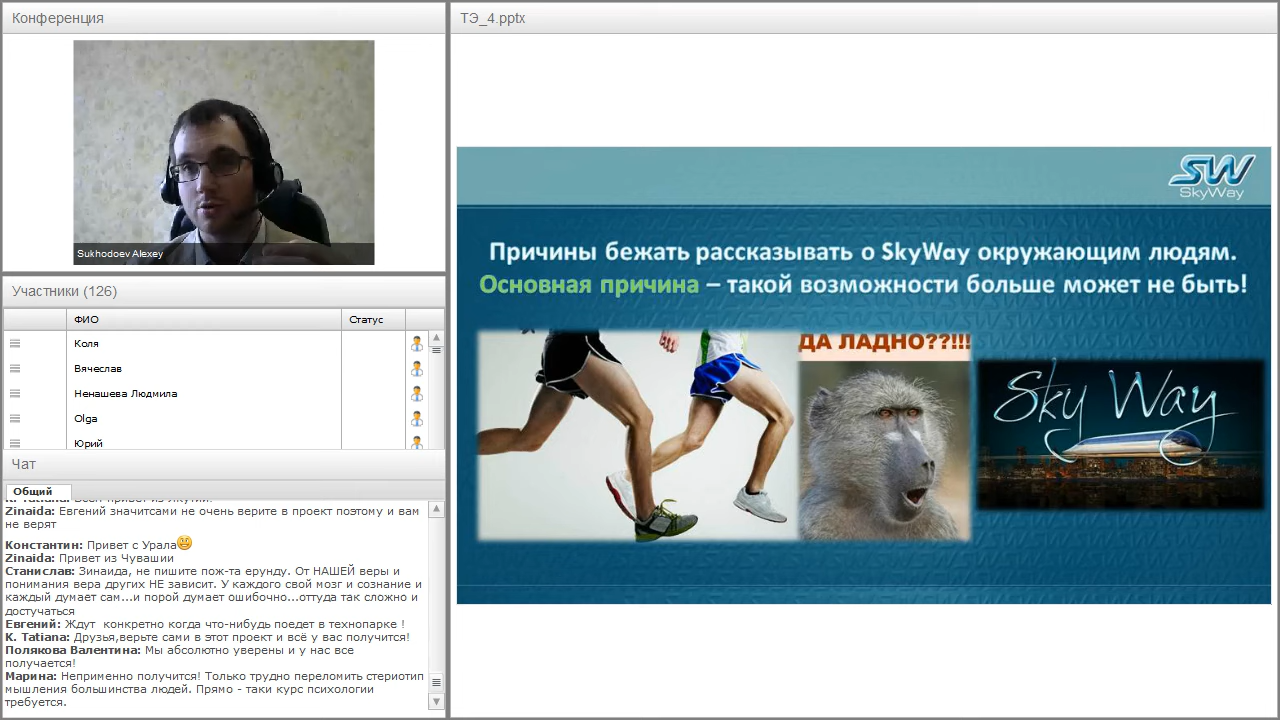 Конференция
Sukhodoev Alexey
Участники (126)
ФИО
Статус
Коля
Вячеслав
Ненашева Людмила
Olga
Юрий
Чат
Общий
K. Tatiana: Всем привет из Якутии!
Zinaida: Евгений значитсами не очень верите в проект поэтому и вам
не верят
Константин: Привет с Урала
Zinaida: Привет из Чувашии
Станислав: Зинаида, не пишите пож-та ерунду. От НАШЕЙ веры и
понимания вера других НЕ зависит. У каждого свой мозг и сознание и
каждый думает сам...и порой думает ошибочно...оттуда так сложно и
достучаться
Евгений: Ждут конкретно когда что-нибудь поедет в технопарке !
K. Tatiana: Друзья,верьте сами в этот проект и всё у вас получится!
Полякова Валентина: Мы абсолютно уверены и у нас все
получается!
Марина: Неприменно получится! Только трудно переломить стериотип
мышления большинства людей. Прямо - таки курс психологии
требуется.
ТЭ_4.pptx
SW
SkyWay
Причины бежать рассказывать о SkyWay окружающим людям.
Основная причина – такой возможности больше может не быть!
ДА ЛАДНО??!!!
Sky Way